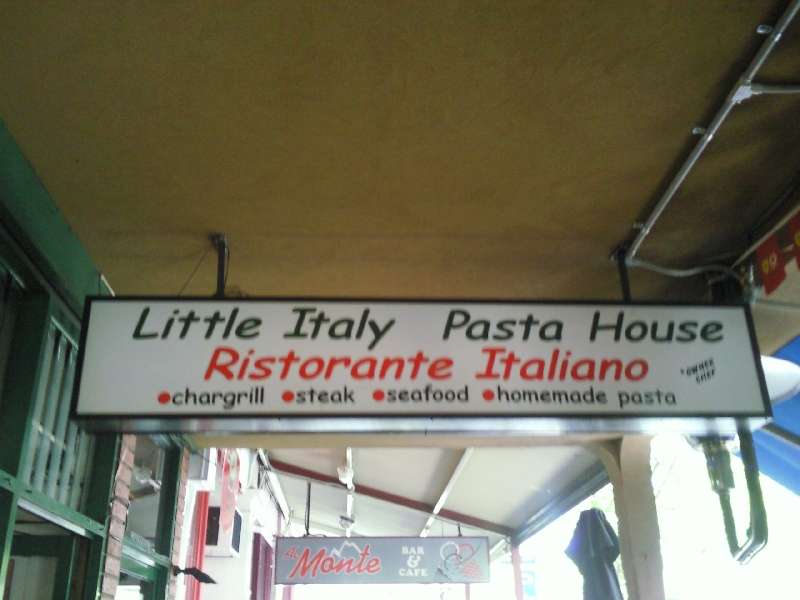 Little Italy Pasta House
Ristorante Italiano
•OWNER
CHEF
•chargrill •steak •seafood •homemade pasta
Al Monte
BAR
&
CAFE